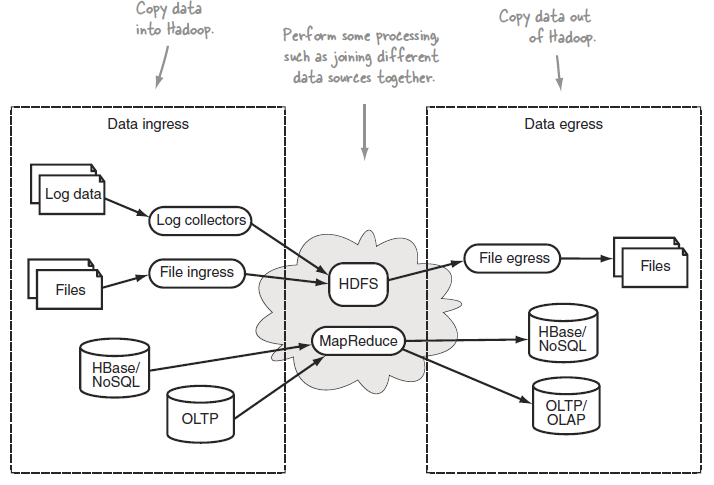 Copy data
into Hadoop.
Perform some processing,
such as joining different
data sources together.
Copy data out
of Hadoop.
Data ingress
Log data
Log collectors
Files
File ingress
HBase/
NoSQL
OLTP
HDFS
MapReduce
Data egress
File egress
Files
HBase/
NoSQL
OLTP/
OLAP